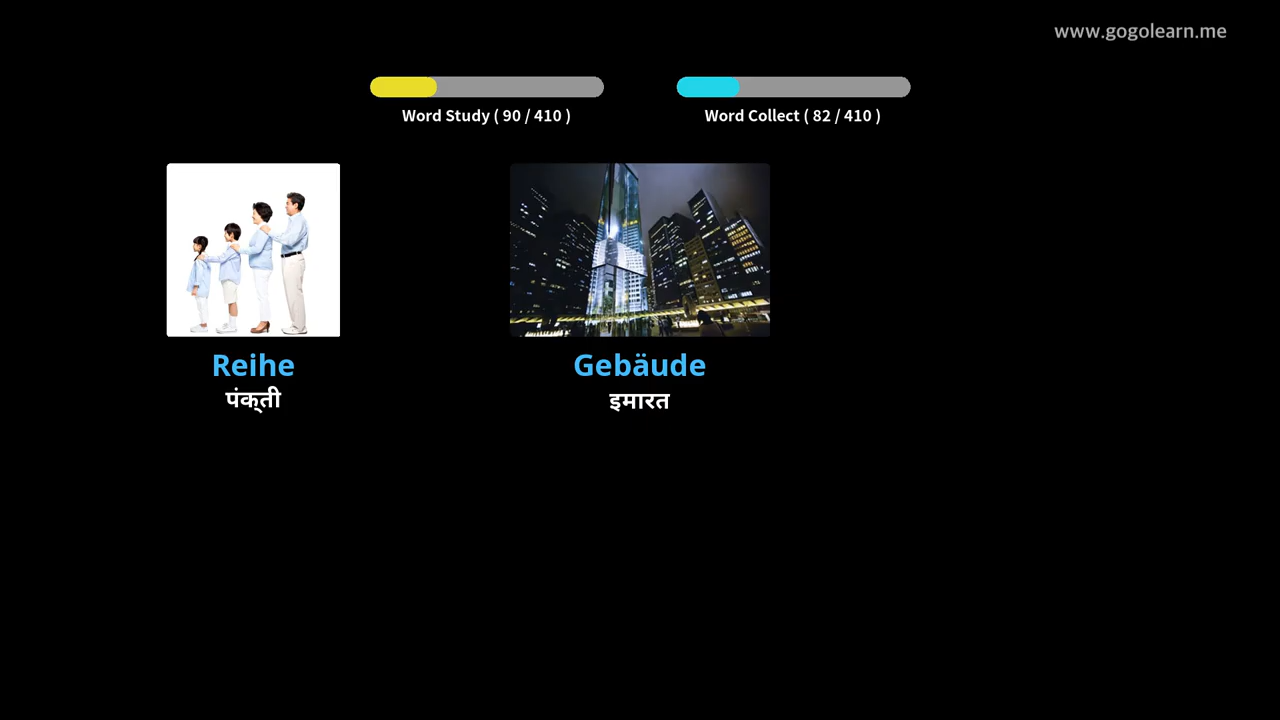 www.gogolearn.me
Word Study ( 90 / 410 )
Word Collect ( 82 / 410 )
Reihe
पंक्‌ती
Gebäude
इमारत